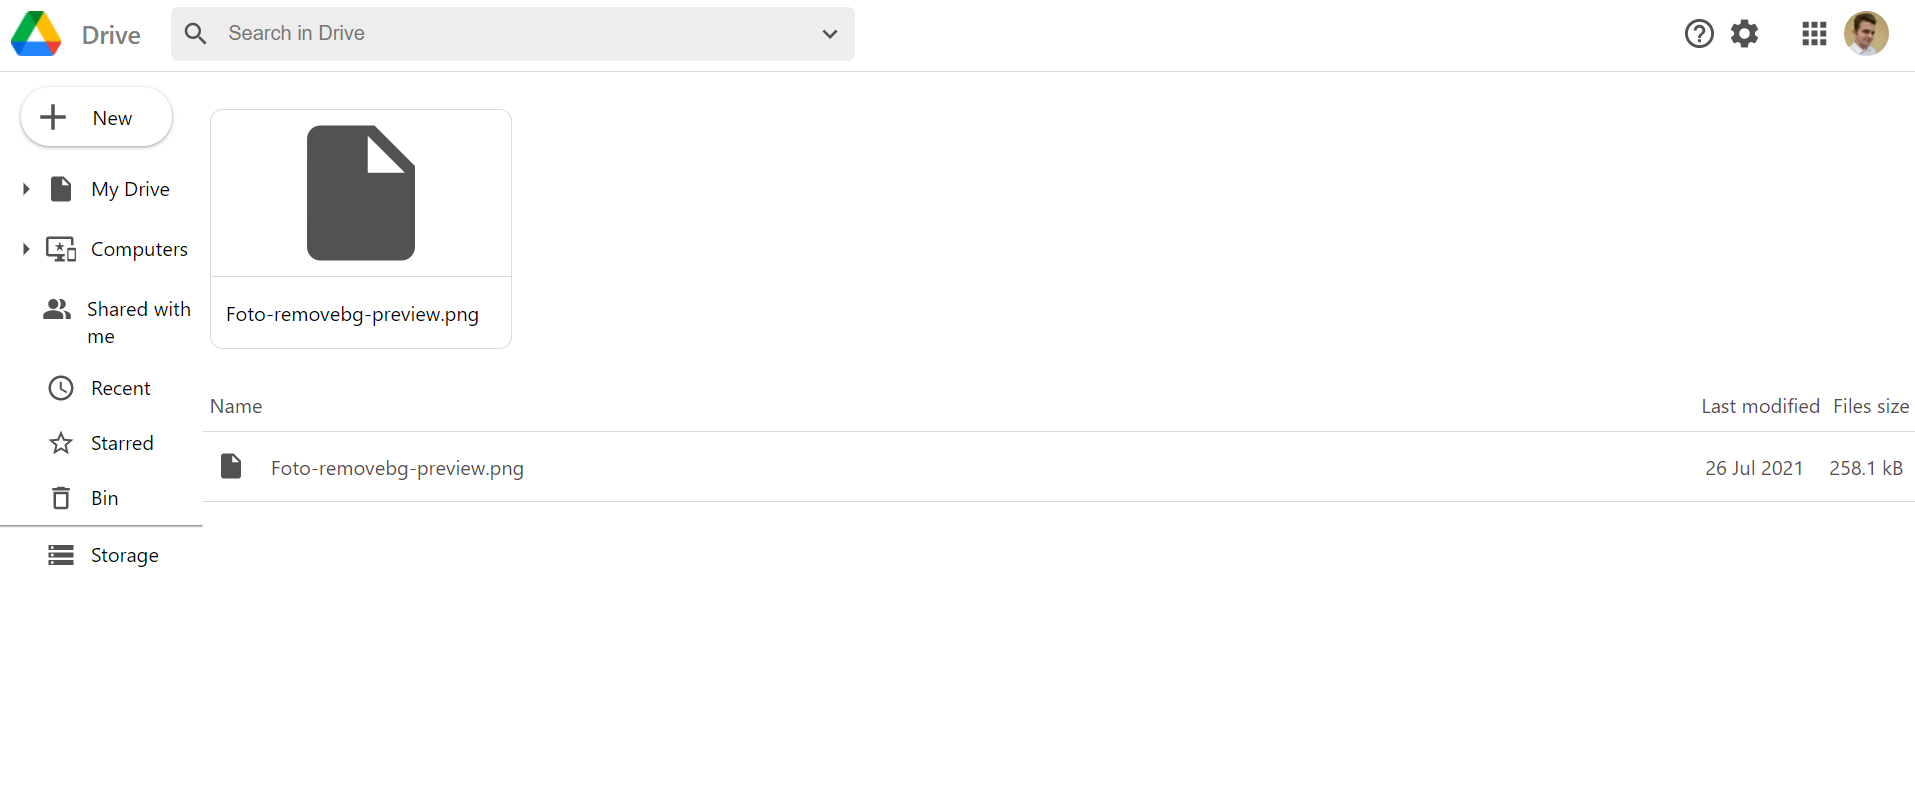 Drive
Search in Drive
New
My Drive
Computers
Shared with
me
Recent
Starred
Bin
Storage
Foto-removebg-preview.png
Name Last modified Files size
Foto-removebg-preview.png 26 Jul 2021 258.1 kB